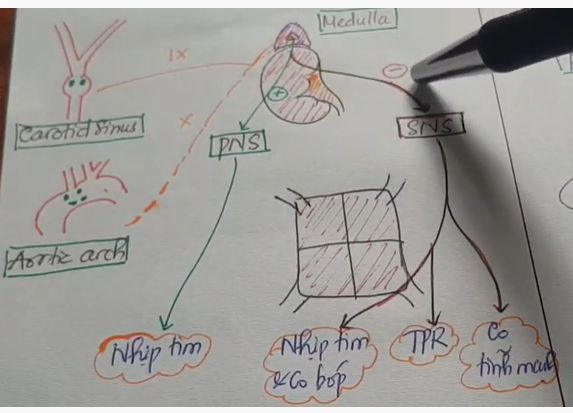 Medulla
IX
Carotid sinus
X
+
−
PNS
SNS
Aortic arch
Nhịp tim
Nhịp tim
& Co bóp
TPR
Co
tĩnh mạch